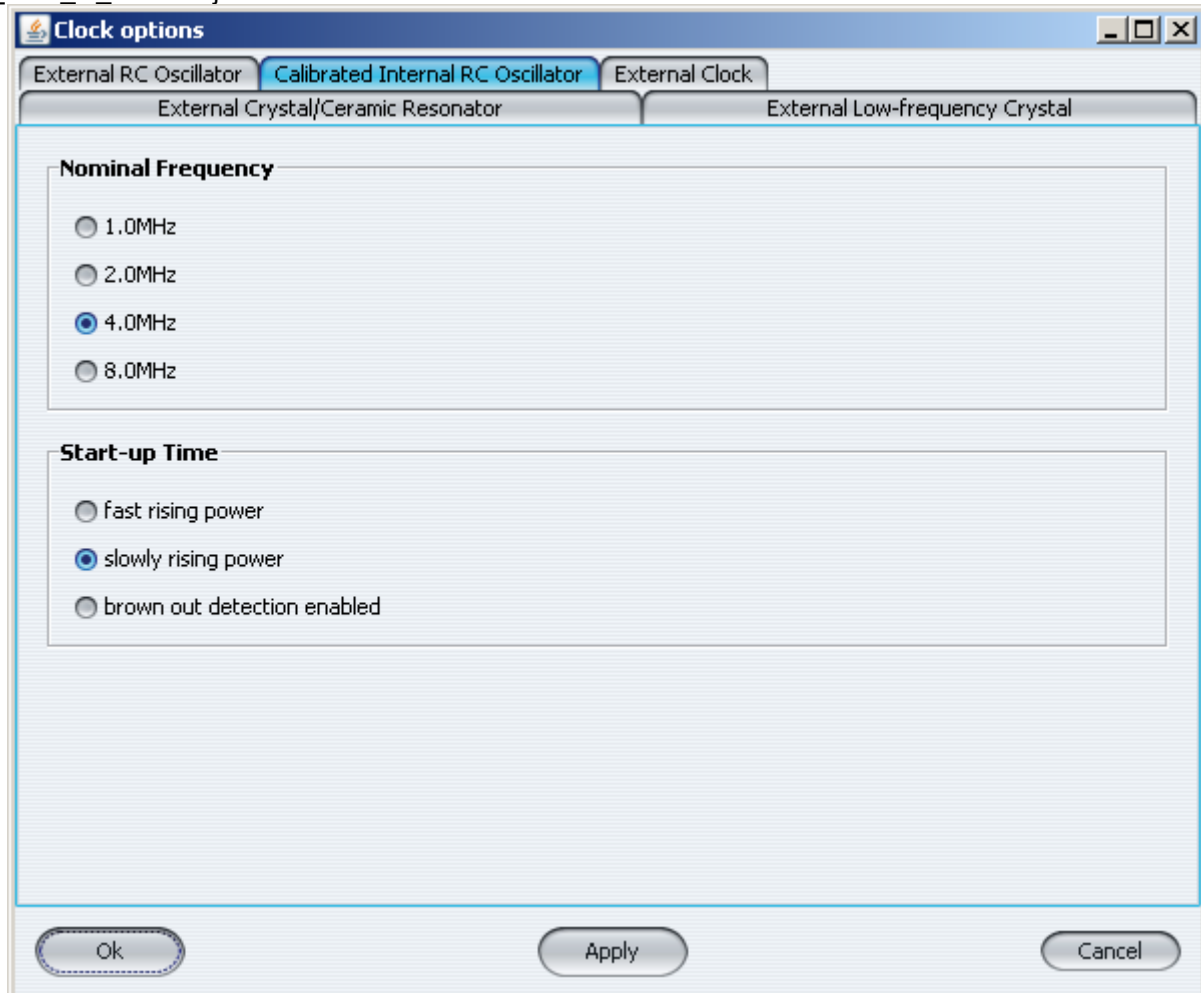 Clock options
External RC Oscillator Calibrated Internal RC Oscillator External Clock
External Crystal/Ceramic Resonator External Low-frequency Crystal
Nominal Frequency
1.0MHz
2.0MHz
4.0MHz
8.0MHz
Start-up Time
fast rising power
slowly rising power
brown out detection enabled
Ok Apply Cancel